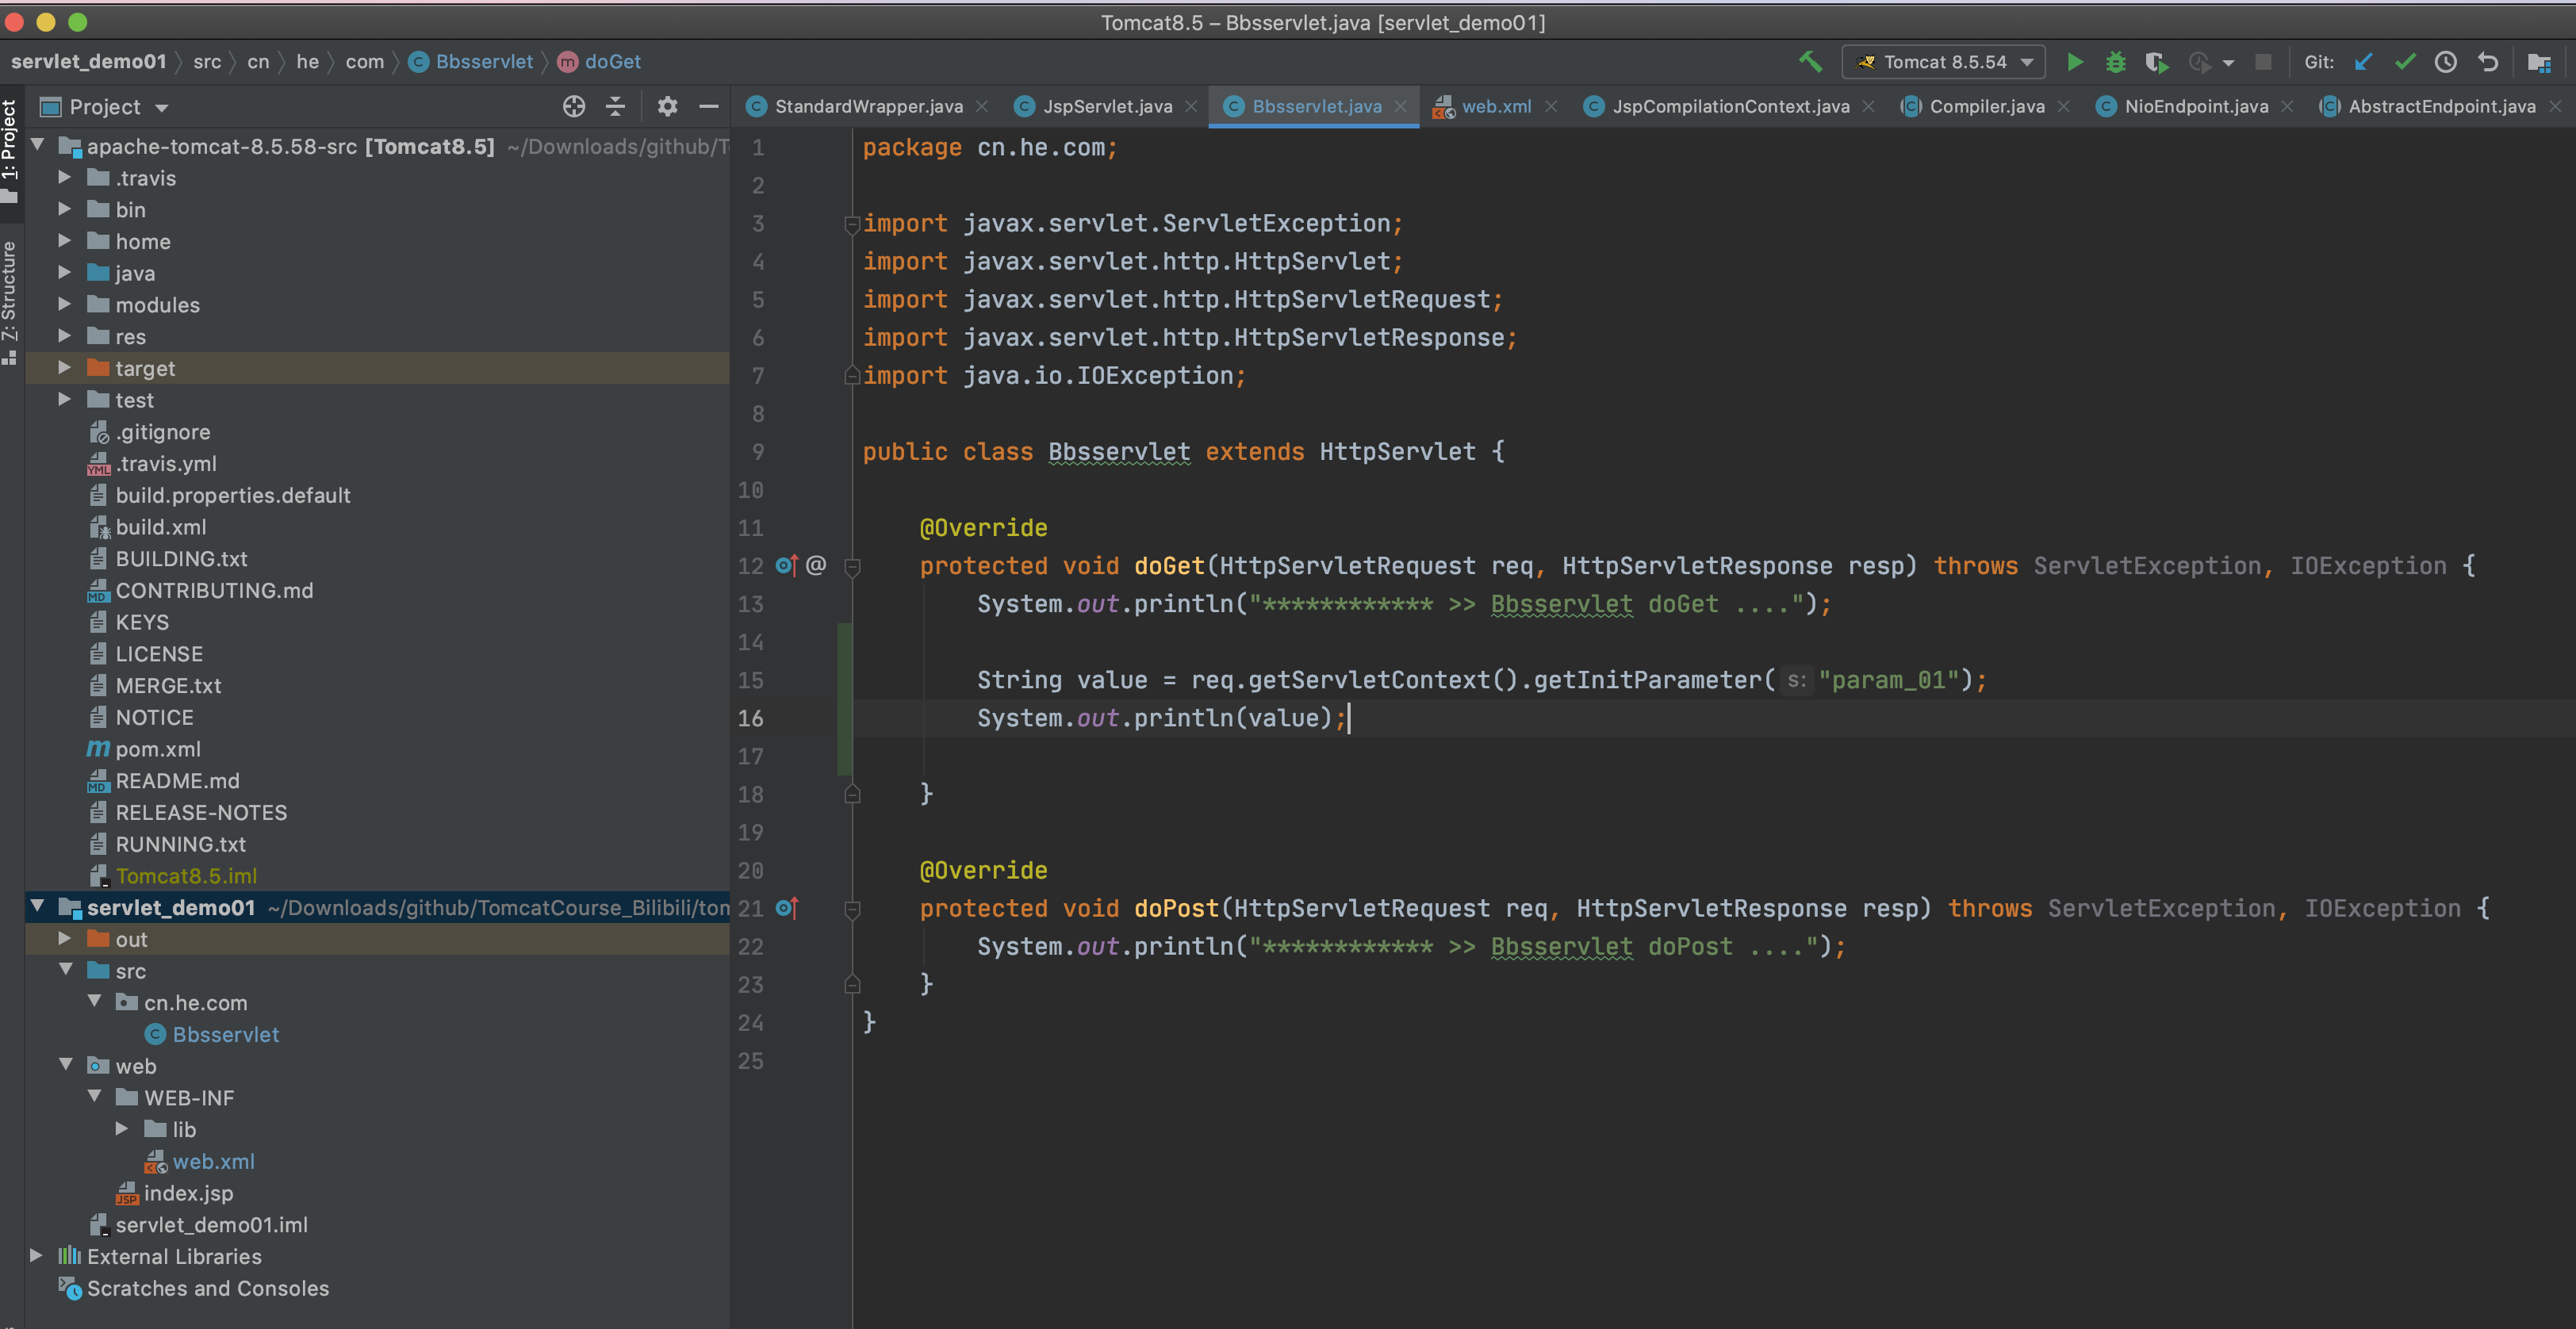 Tomcat8.5 – Bbsservlet.java [servlet_demo01]
servlet_demo01 src cn he com Bbsservlet doGet
Tomcat 8.5.54 Git:
1: Project
Z: Structure
Project
StandardWrapper.java JspServlet.java Bbsservlet.java web.xml JspCompilationContext.java Compiler.java NioEndpoint.java AbstractEndpoint.java
apache-tomcat-8.5.58-src [Tomcat8.5] ~/Downloads/github/T
.travis
bin
home
java
modules
res
target
test
.gitignore
.travis.yml
build.properties.default
build.xml
BUILDING.txt
CONTRIBUTING.md
KEYS
LICENSE
MERGE.txt
NOTICE
pom.xml
README.md
RELEASE-NOTES
RUNNING.txt
Tomcat8.5.iml
servlet_demo01 ~/Downloads/github/TomcatCourse_Bilibili/ton
out
src
cn.he.com
Bbsservlet
web
WEB-INF
lib
web.xml
index.jsp
servlet_demo01.iml
External Libraries
Scratches and Consoles
1 package cn.he.com;
2
3 import javax.servlet.ServletException;
4 import javax.servlet.http.HttpServlet;
5 import javax.servlet.http.HttpServletRequest;
6 import javax.servlet.http.HttpServletResponse;
7 import java.io.IOException;
8
9 public class Bbsservlet extends HttpServlet {
10
11 @Override
12 @ protected void doGet(HttpServletRequest req, HttpServletResponse resp) throws ServletException, IOException {
13 System.out.println("************ >> Bbsservlet doGet ....");
14
15 String value = req.getServletContext().getInitParameter( s: "param_01");
16 System.out.println(value);
17
18 }
19
20 @Override
21 protected void doPost(HttpServletRequest req, HttpServletResponse resp) throws ServletException, IOException {
22 System.out.println("************ >> Bbsservlet doPost ....");
23 }
24 }
25